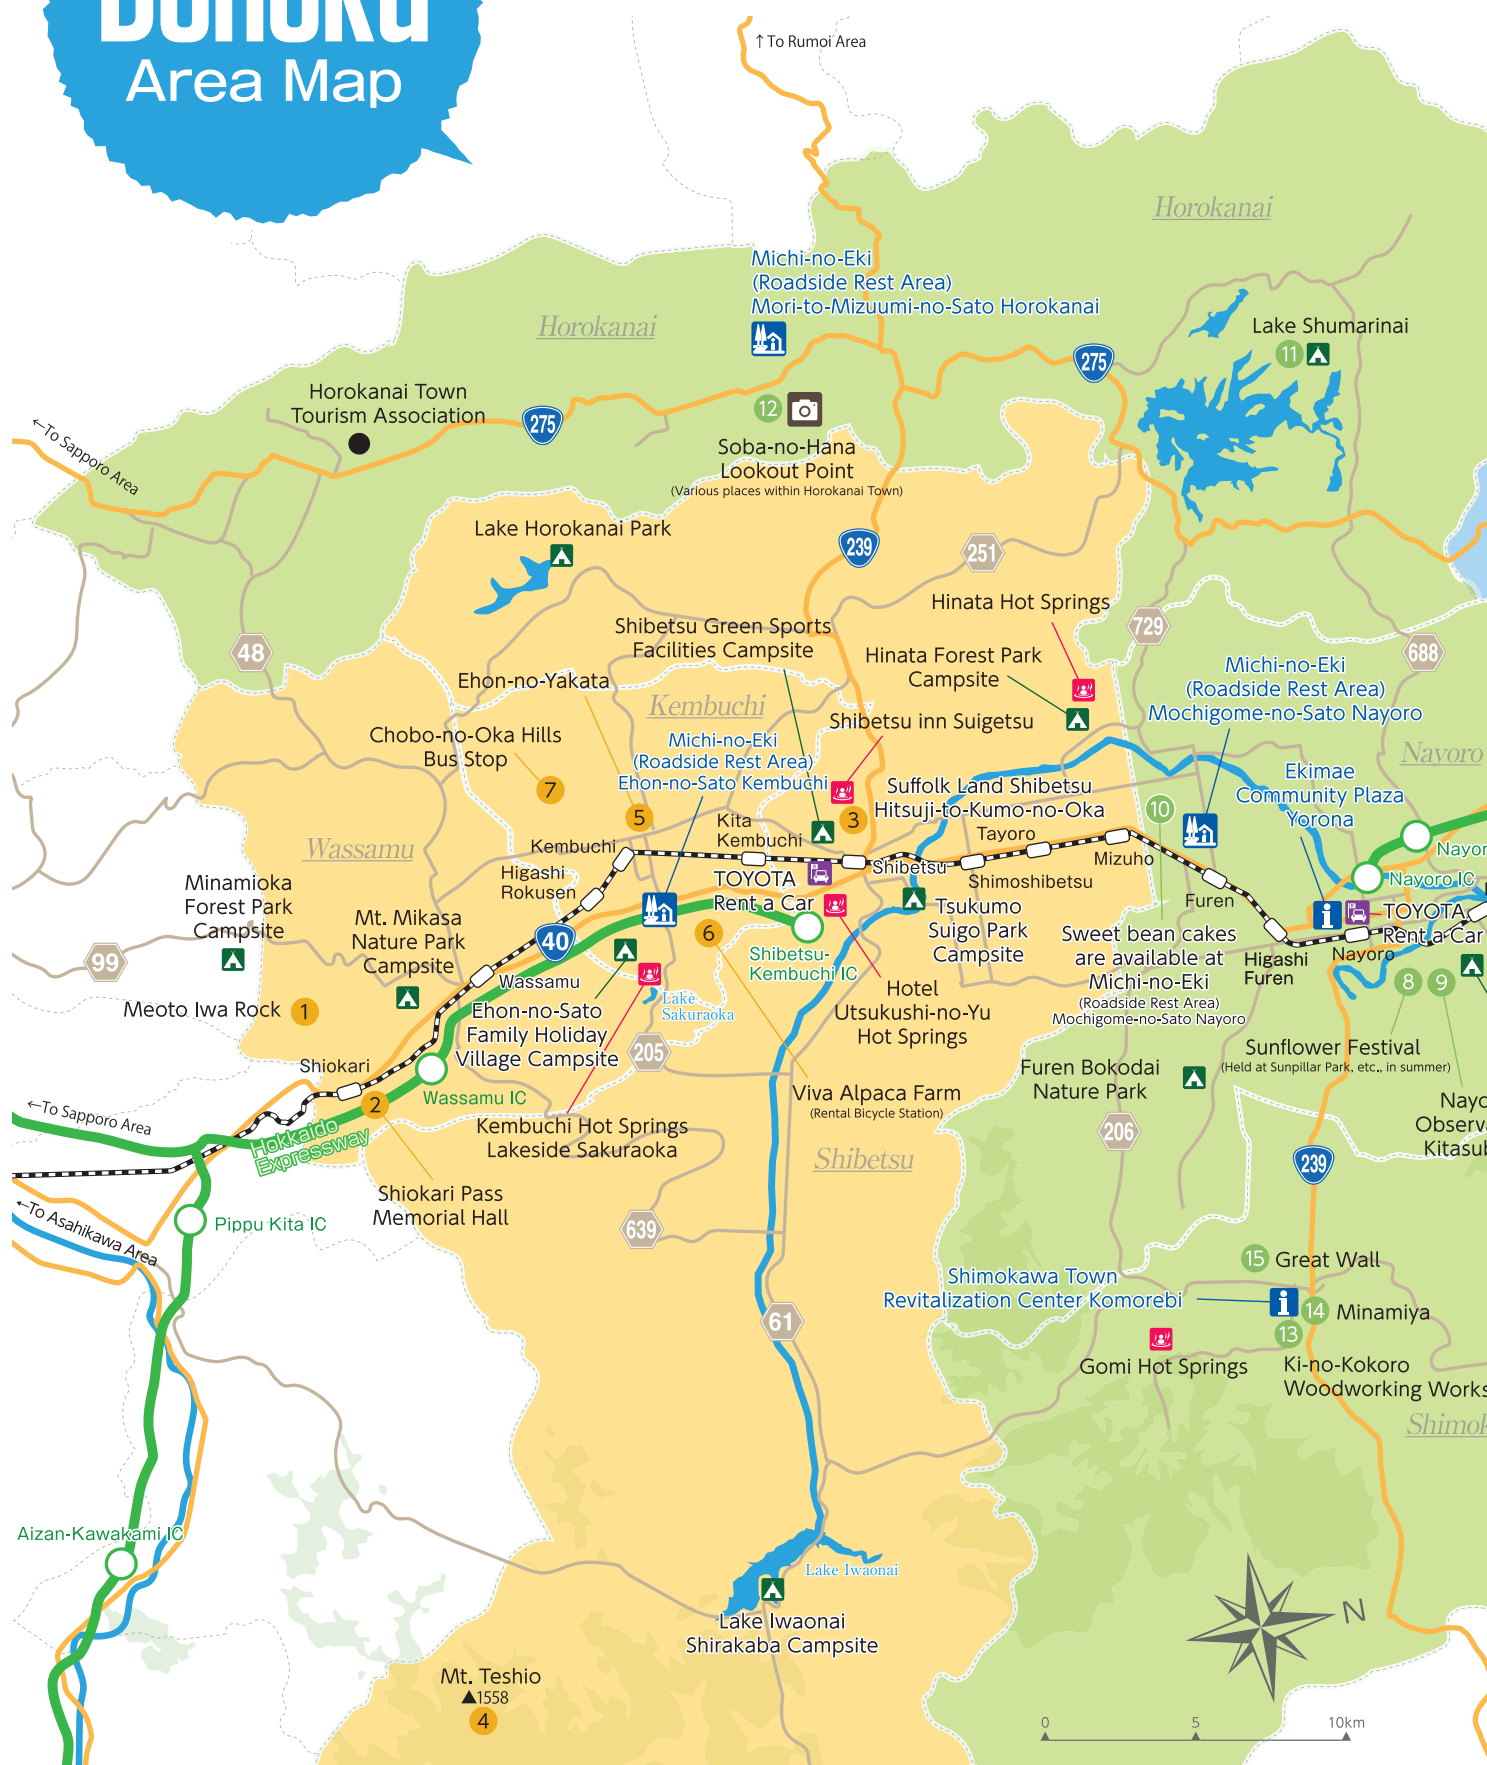 Area Map
↑To Rumoi Area
Horokanai
Michi-no-Eki
(Roadside Rest Area)
Mori-to-Mizuumi-no-Sato Horokanai
Horokanai
Lake Shumarinai
11
275
Horokanai Town
Tourism Association
275
12
Soba-no-Hana
Lookout Point
(Various places within Horokanai Town)
←To Sapporo Area
Lake Horokanai Park
239
251
Hinata Hot Springs
729
688
48
Shibetsu Green Sports
Facilities Campsite
Hinata Forest Park
Campsite
Michi-no-Eki
(Roadside Rest Area)
Mochigome-no-Sato Nayoro
Ehon-no-Yakata
Kembuchi
Shibetsu inn Suigetsu
Chobo-no-Oka Hills
Bus Stop
7
Michi-no-Eki
(Roadside Rest Area)
Ehon-no-Sato Kembuchi
Nayoro
Ekimae
Community Plaza
Yorona
Suffolk Land Shibetsu
Hitsuji-to-Kumo-no-Oka
5
3
10
Kita
Kembuchi
Tayoro
Wassamu
Kembuchi
Mizuho
Higashi
Rokusen
Shibetsu
Shimoshibetsu
Nayoro IC
TOYOTA
Rent a Car
Furen
Minamioka
Forest Park
Campsite
Mt. Mikasa
Nature Park
Campsite
TOYOTA
Rent a Car
Tsukumo
Suigo Park
Campsite
6
40
Sweet bean cakes
are available at
Michi-no-Eki
(Roadside Rest Area)
Mochigome-no-Sato Nayoro
Higashi
Furen
Nayoro
99
Shibetsu-
Kembuchi IC
Wassamu
8
9
Meoto Iwa Rock
1
Lake
Sakuraoka
Hotel
Utsukushi-no-Yu
Hot Springs
Ehon-no-Sato
Family Holiday
Village Campsite
205
Shiokari
Sunflower Festival
(Held at Sunpillar Park, etc., in summer)
Furen Bokodai
Nature Park
Wassamu IC
2
Viva Alpaca Farm
(Rental Bicycle Station)
←To Sapporo Area
Hokkaido
Expressway
Kembuchi Hot Springs
Lakeside Sakuraoka
206
Shibetsu
239
Shiokari Pass
Memorial Hall
←To Asahikawa Area
Pippu Kita IC
639
15
Great Wall
Shimokawa Town
Revitalization Center Komorebi
14
Minamiya
13
61
Gomi Hot Springs
Ki-no-Kokoro
Woodworking Works
Aizan-Kawakami IC
Lake Iwaonai
N
Lake Iwaonai
Shirakaba Campsite
Mt. Teshio
▲1558
4
0
5
10km